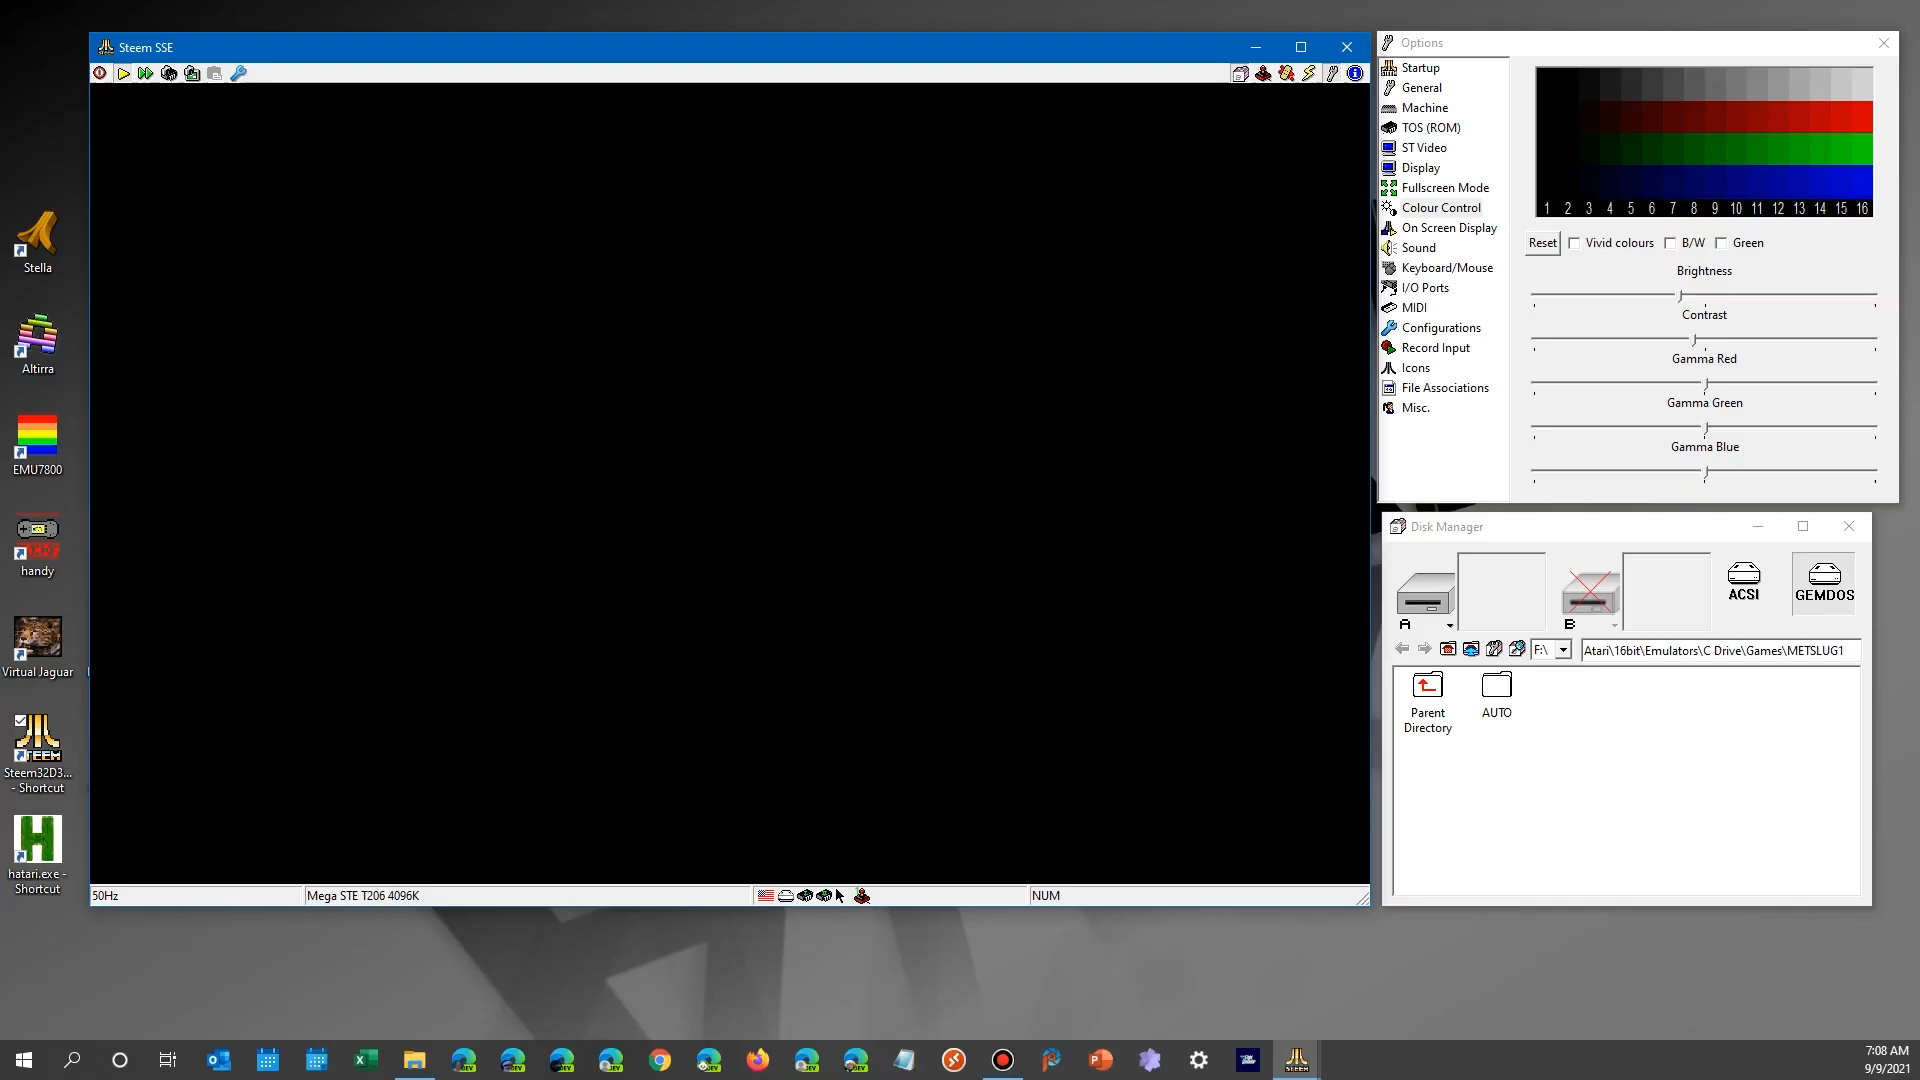 Steem SSE
50Hz
Mega STE T206 4096K
NUM
Options
Startup
General
Machine
TOS (ROM)
ST Video
Display
Fullscreen Mode
Colour Control
On Screen Display
Sound
Keyboard/Mouse
I/O Ports
MIDI
Configurations
Record Input
Icons
File Associations
Misc.
1 2 3 4 5 6 7 8 9 10 11 12 13 14 15 16
Reset Vivid colours B/W Green
Brightness
Contrast
Gamma Red
Gamma Green
Gamma Blue
Disk Manager
A B ACSI GEMDOS
F:\ Atari\16bit\Emulators\C Drive\Games\METSLUG1
Parent
Directory
AUTO
Stella
Altirra
EMU7800
handy
Virtual Jaguar
STEEM
Steem32D3...
- Shortcut
H
hatari.exe -
Shortcut
7:08 AM
9/9/2021